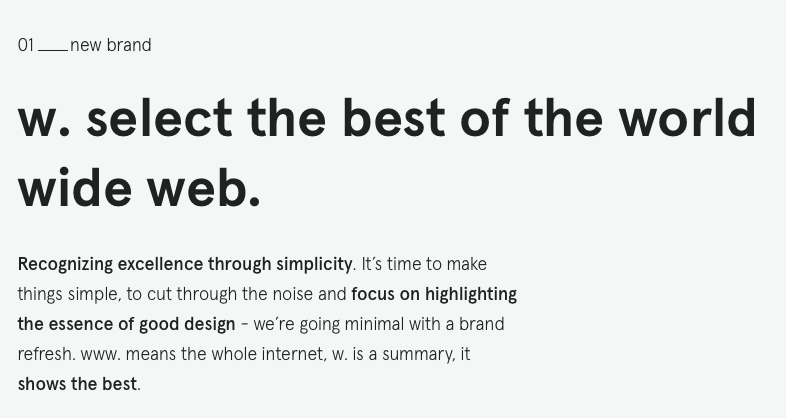 01 ___ new brand
w. select the best of the world
wide web.
Recognizing excellence through simplicity. It's time to make
things simple, to cut through the noise and focus on highlighting
the essence of good design - we're going minimal with a brand
refresh. www. means the whole internet, w. is a summary, it
shows the best.